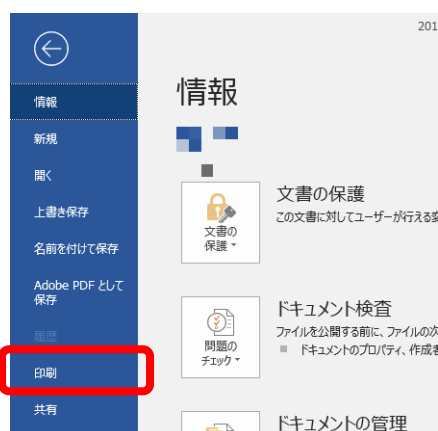 201
情報
新規
開く
上書き保存
名前を付けて保存
Adobe PDF として
保存
履歴
印刷
共有
情報
文書の
保護
文書の保護
この文書に対してユーザーが行える変
問題の
チェック
ドキュメント検査
ファイルを公開する前に、ファイルの次
ドキュメントのプロパティ、作成者
ドキュメントの管理